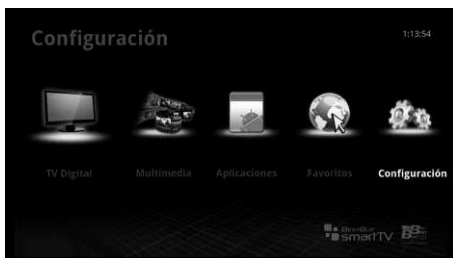 Configuración
1:13:54
TV Digital
Multimedia
Aplicaciones
Favoritos
Configuración
smartTV